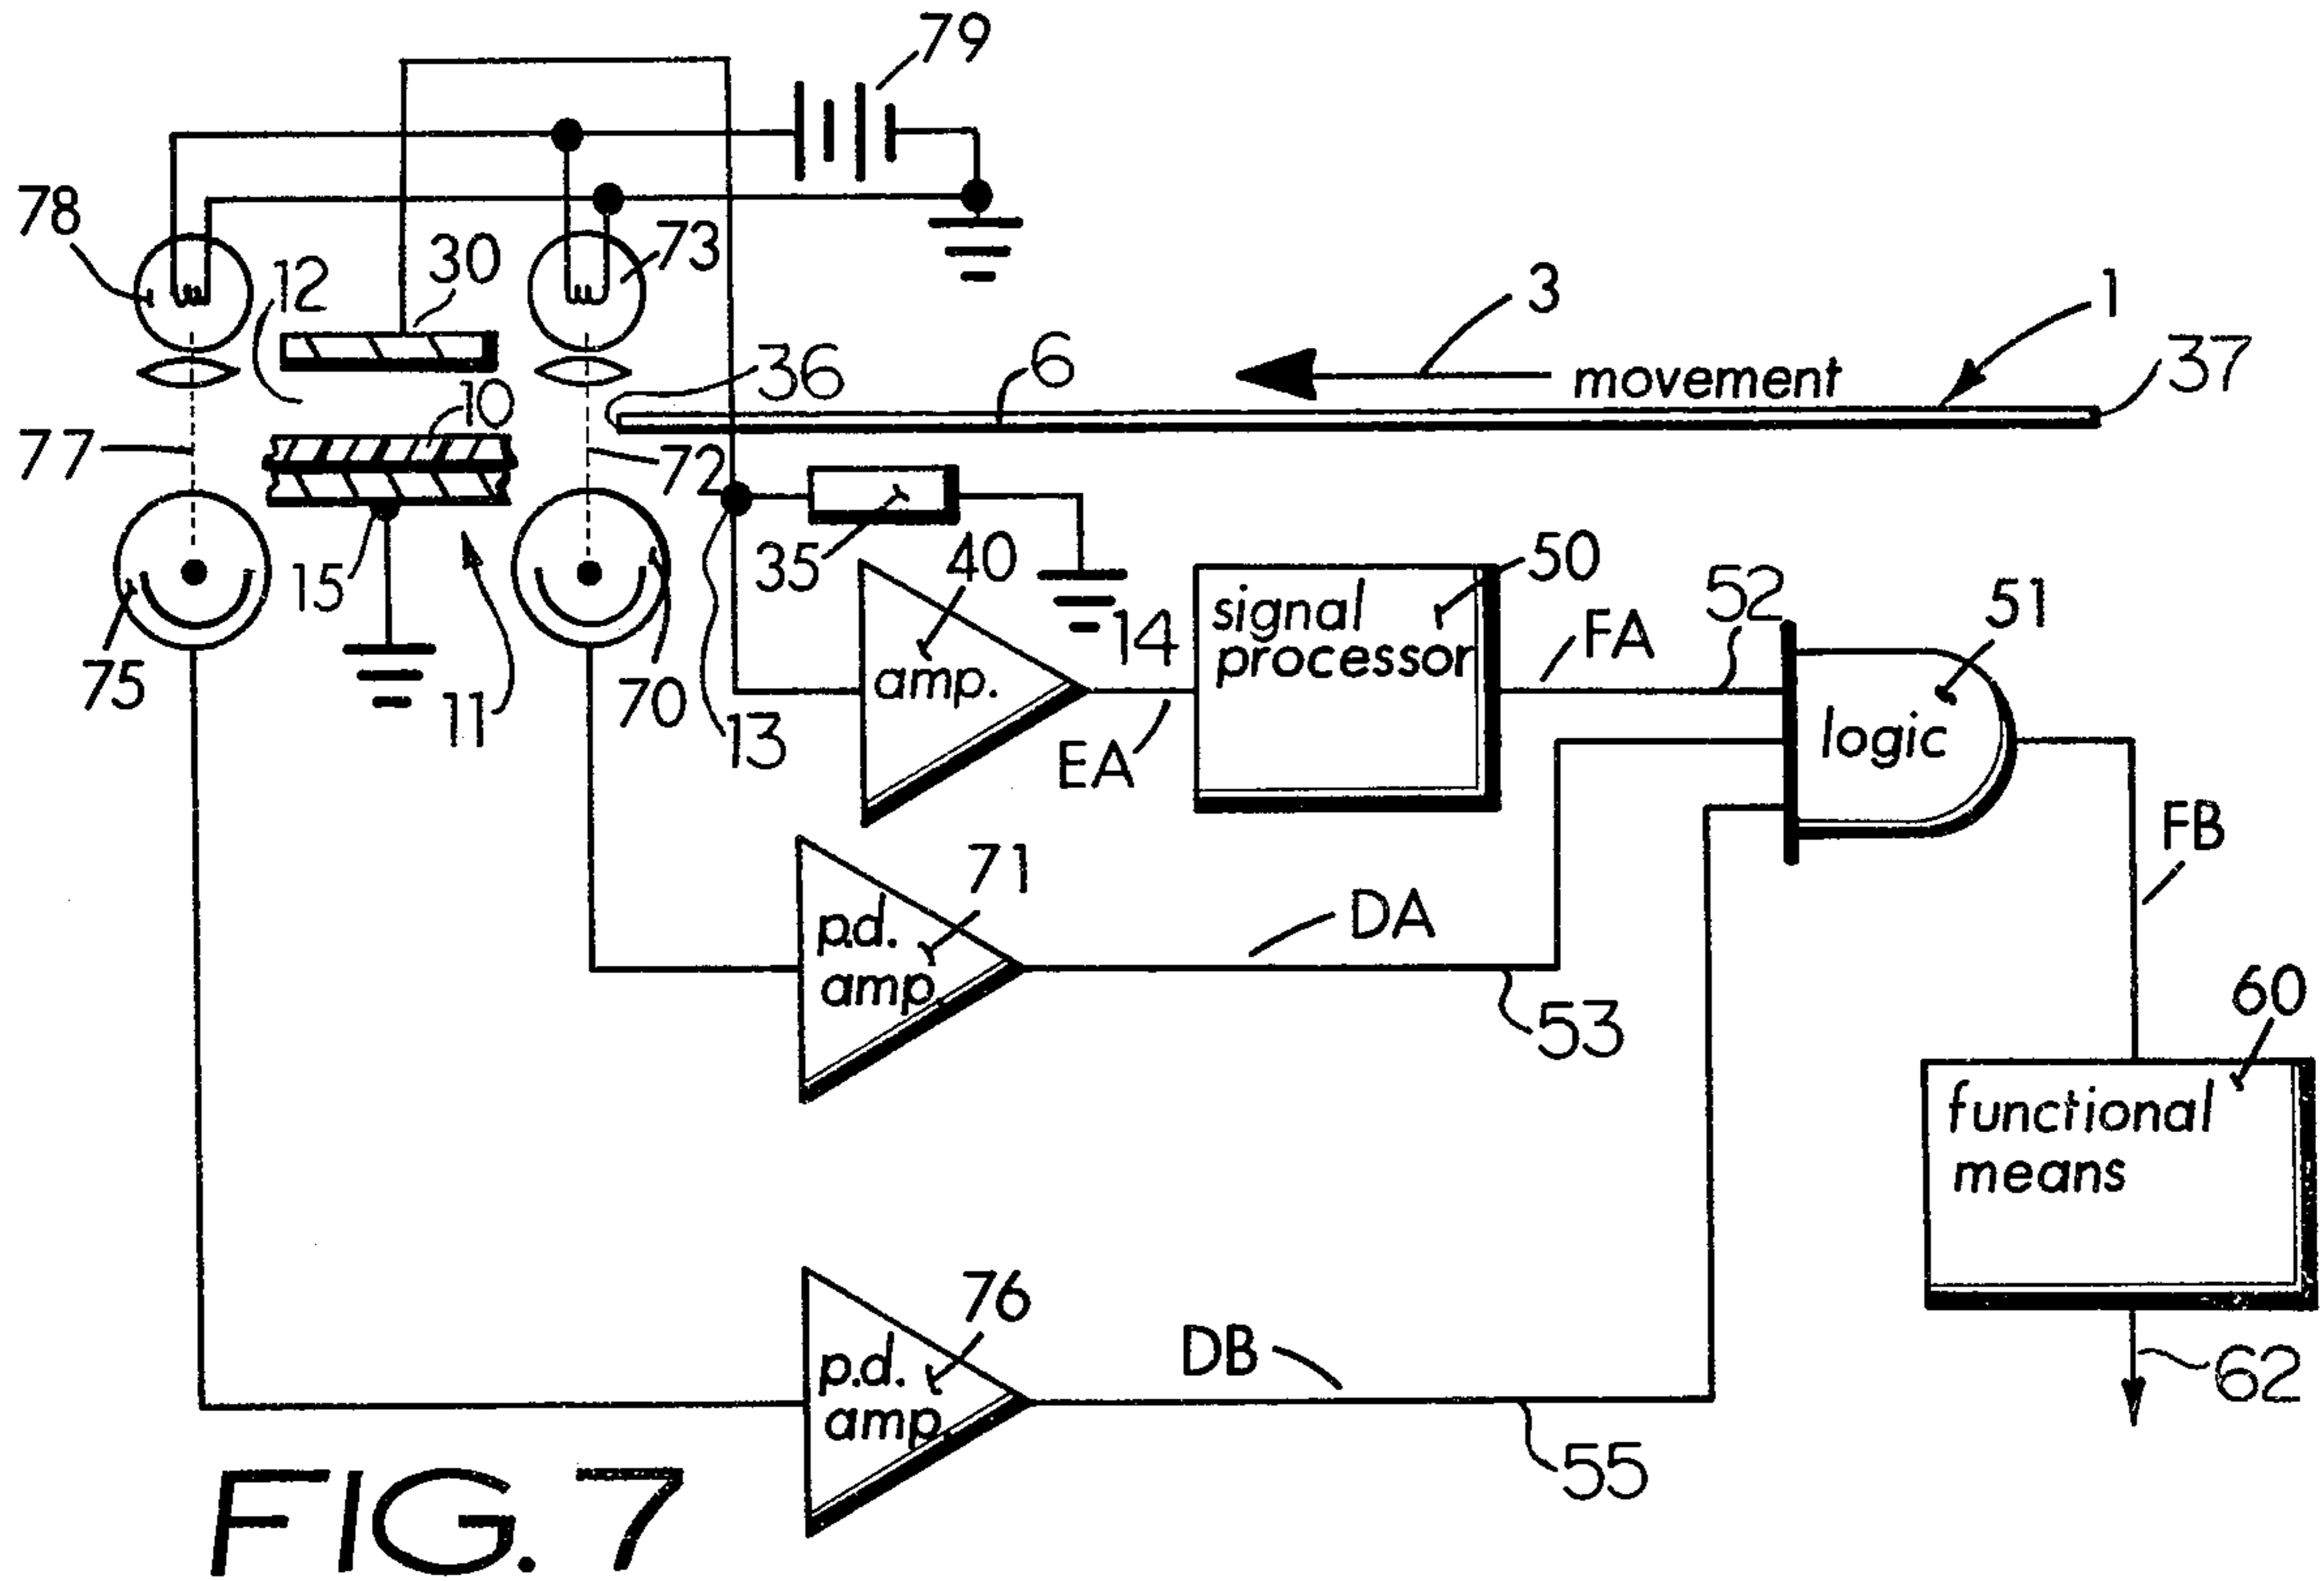 79
78
12
30
73
3
1
36
6
movement
37
10
77
72
15
35
40
14
signal
processor
50
52
51
FA
75
11
70
13
amp.
EA
logic
FB
71
p.d.
amp.
DA
53
60
functional
means
76
p.d.
amp.
DB
55
62
FIG. 7